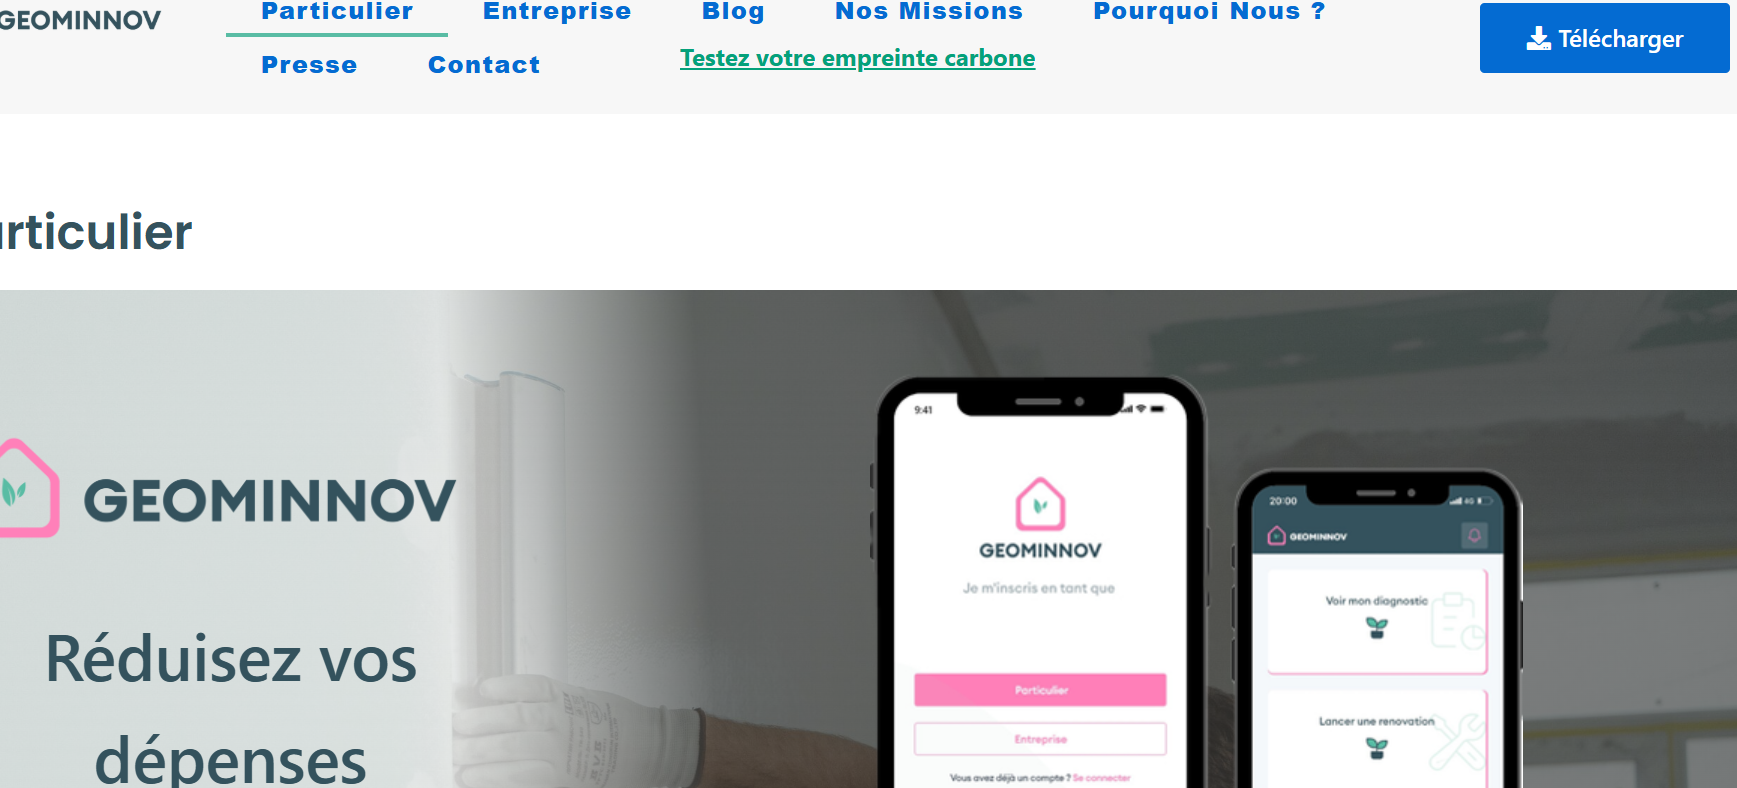 GEOMINNOV
Particulier Entreprise Blog Nos Missions Pourquoi Nous ?
Presse Contact Testez votre empreinte carbone
Télécharger
rticulier
GEOMINNOV
Réduisez vos
dépenses
9:41
GEOMINNOV
Je m'inscris en tant que
Particulier
Entreprise
Vous avez déjà un compte ? Se connecter
20:00 4G
GEOMINNOV
Voir mon diagnostic
Lancer une renovation